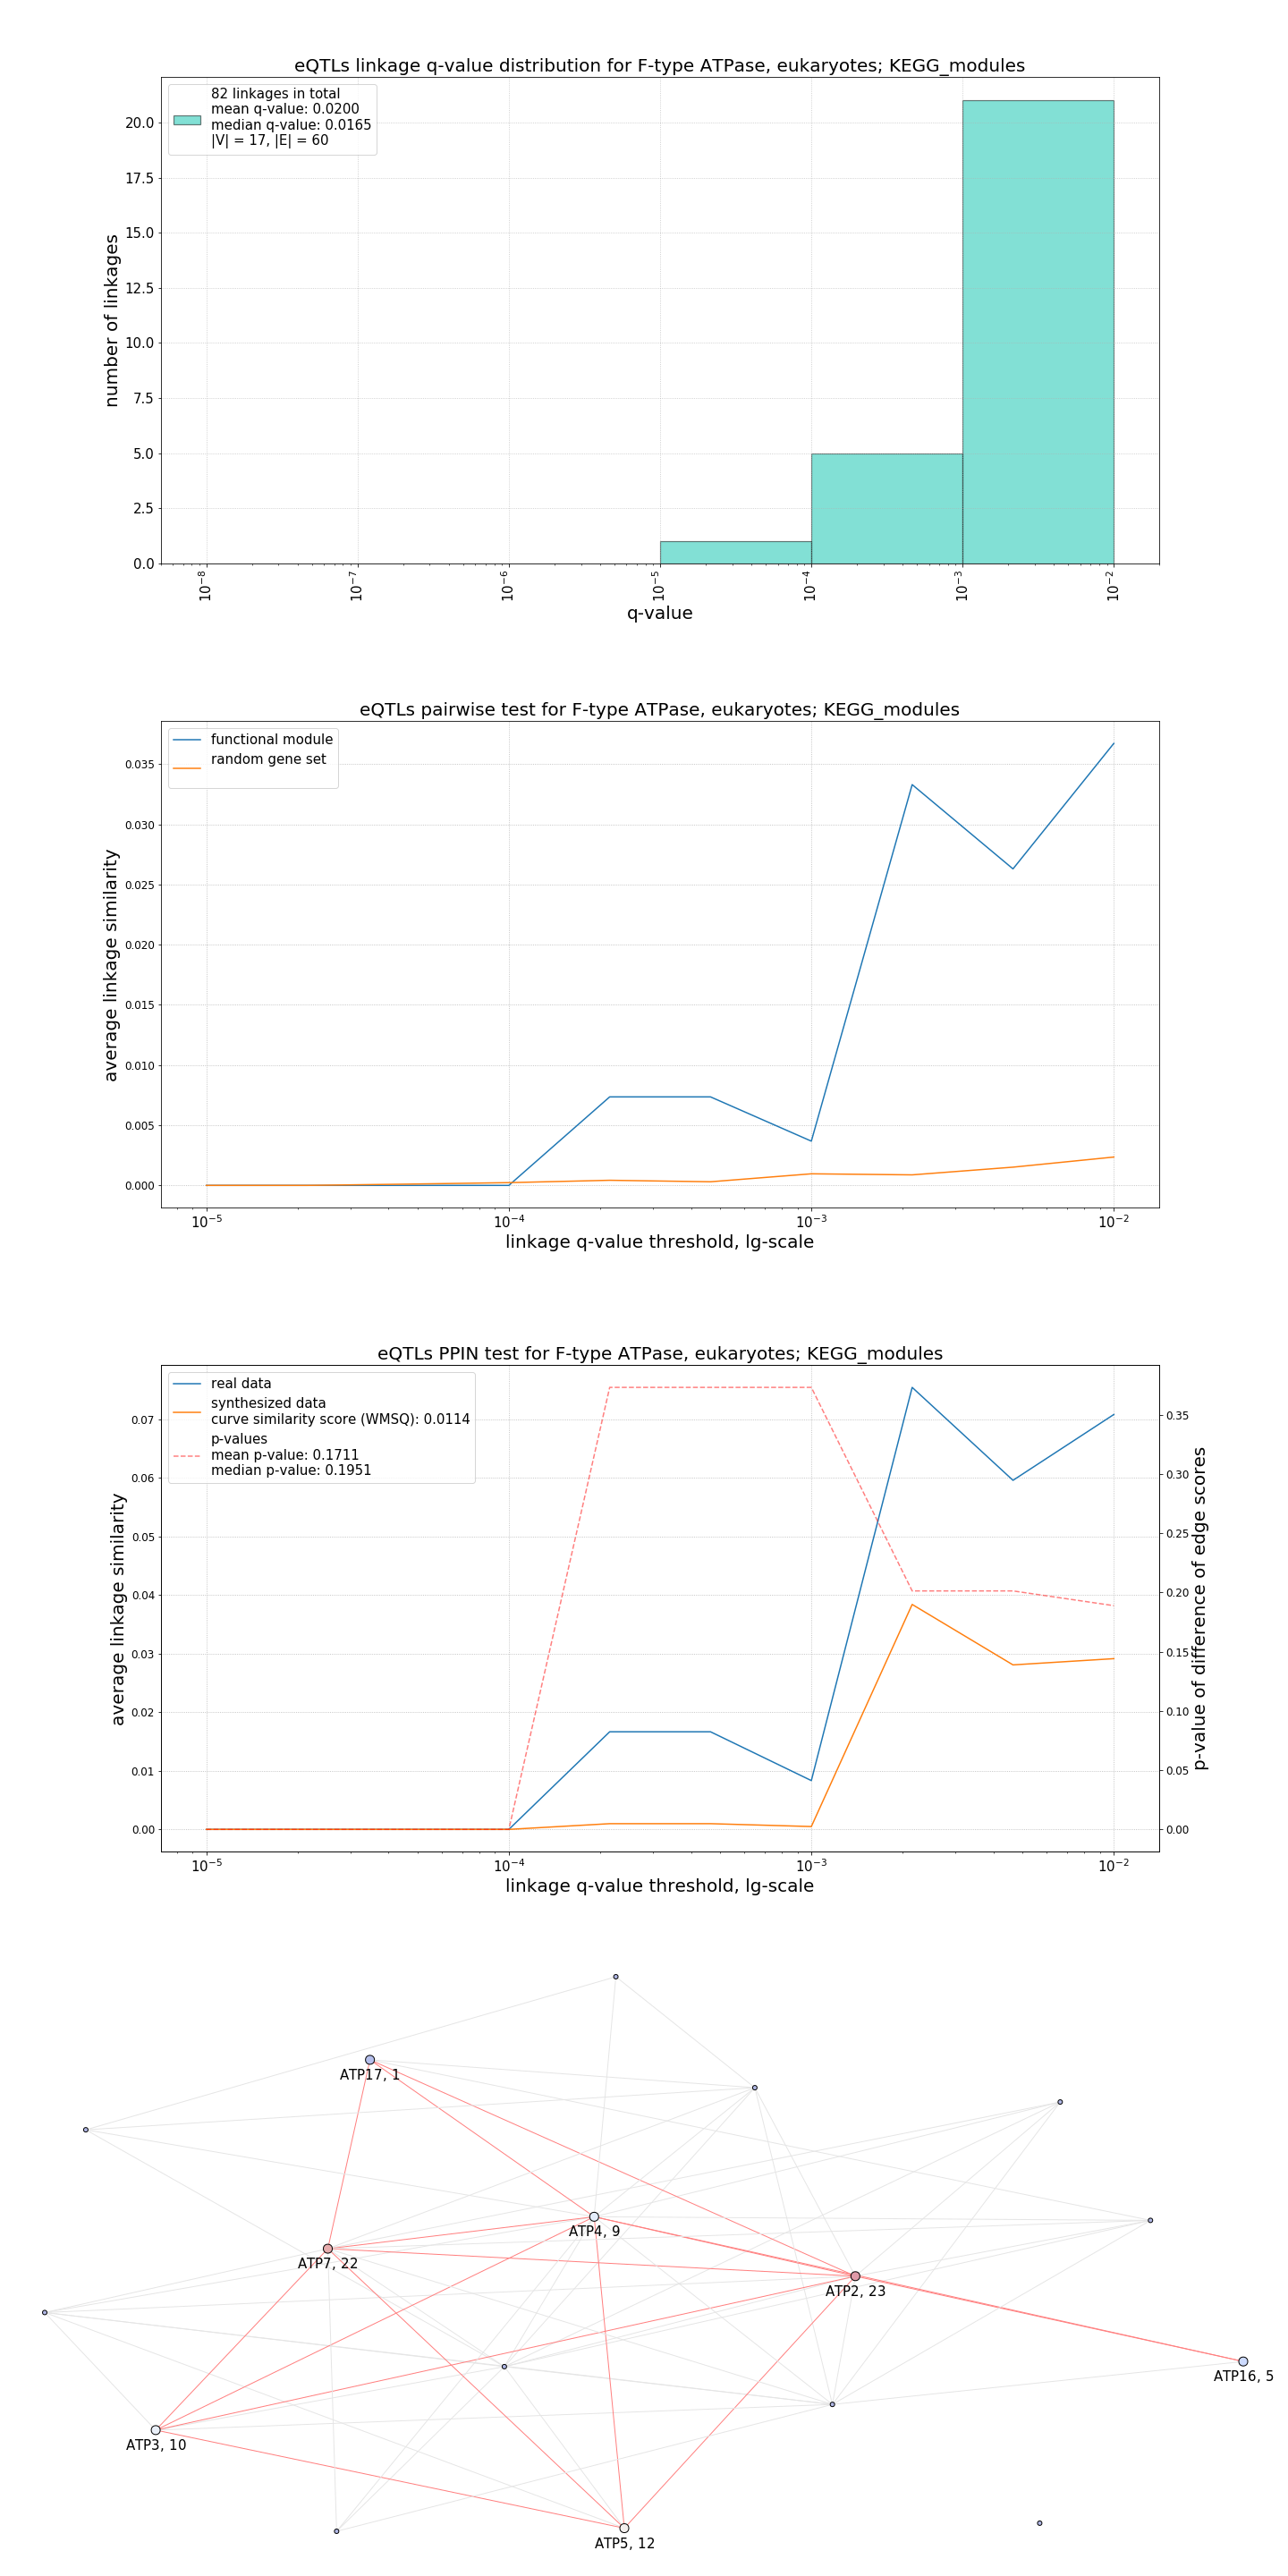 eQTLs linkage q-value distribution for F-type ATPase, eukaryotes; KEGG_modules
82 linkages in total
mean q-value: 0.0200
median q-value: 0.0165
|V| = 17, |E| = 60
number of linkages
20.0
17.5
15.0
12.5
10.0
7.5
5.0
2.5
0.0
10⁻⁸
10⁻⁷
10⁻⁶
10⁻⁵
10⁻⁴
10⁻³
10⁻²
q-value
eQTLs pairwise test for F-type ATPase, eukaryotes; KEGG_modules
functional module
random gene set
average linkage similarity
0.035
0.030
0.025
0.020
0.015
0.010
0.005
0.000
10⁻⁵
10⁻⁴
10⁻³
10⁻²
linkage q-value threshold, lg-scale
eQTLs PPIN test for F-type ATPase, eukaryotes; KEGG_modules
real data
synthesized data
curve similarity score (WMSQ): 0.0114
p-values
mean p-value: 0.1711
median p-value: 0.1951
average linkage similarity
0.07
0.06
0.05
0.04
0.03
0.02
0.01
0.00
0.35
0.30
0.25
0.20
0.15
0.10
0.05
0.00
p-value of difference of edge scores
10⁻⁵
10⁻⁴
10⁻³
10⁻²
linkage q-value threshold, lg-scale
ATP17, 1
ATP4, 9
ATP7, 22
ATP2, 23
ATP16, 5
ATP3, 10
ATP5, 12